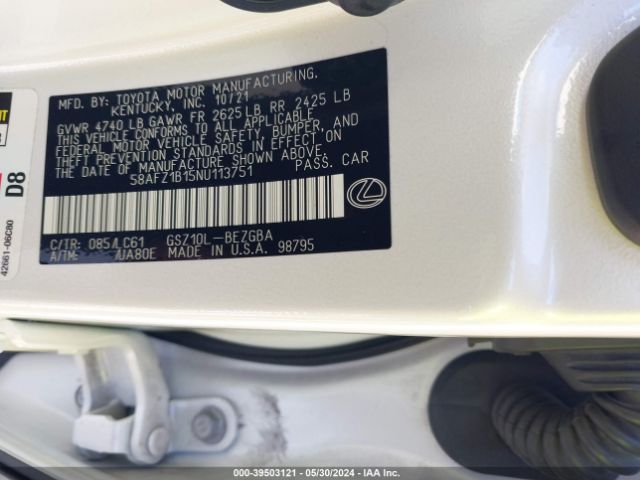 MFD. BY: TOYOTA MOTOR MANUFACTURING,
KENTUCKY, INC. 10/21
GVWR 4740 LB GAWR FR 2625 LB RR 2425 LB
THIS VEHICLE CONFORMS TO ALL APPLICABLE
FEDERAL MOTOR VEHICLE SAFETY, BUMPER, AND
THEFT PREVENTION STANDARDS IN EFFECT ON
THE DATE OF MANUFACTURE SHOWN ABOVE.
58AFZ1B15NU113751 PASS. CAR
C/TR: 085/LC61 GSZ10L-BEZGBA
A/TM: /UA80E MADE IN U.S.A. 98795
D8
42661-06C80
000-39503121 - 05/30/2024 - IAA Inc.